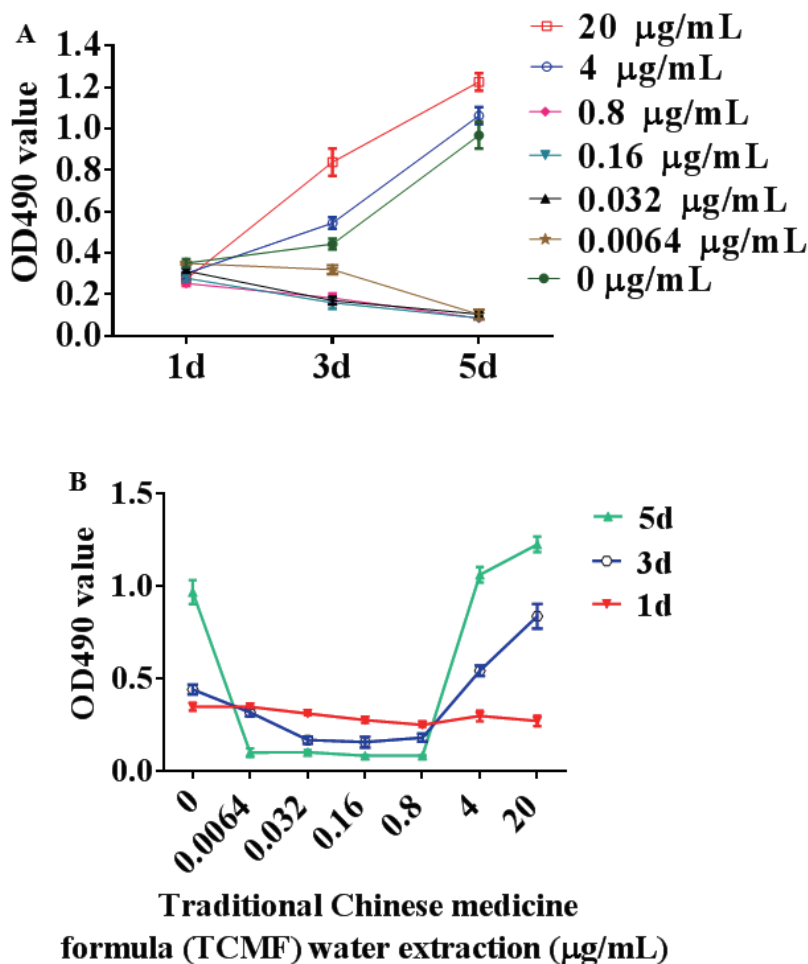 A
1.4
1.2
1.0
0.8
0.6
0.4
0.2
0.0
OD490 value
1d 3d 5d
20 μg/mL
4 μg/mL
0.8 μg/mL
0.16 μg/mL
0.032 μg/mL
0.0064 μg/mL
0 μg/mL
B
1.5
1.0
0.5
0.0
OD490 value
0 0.0064 0.032 0.16 0.8 4 20
5d
3d
1d
Traditional Chinese medicine
formula (TCMF) water extraction (μg/mL)